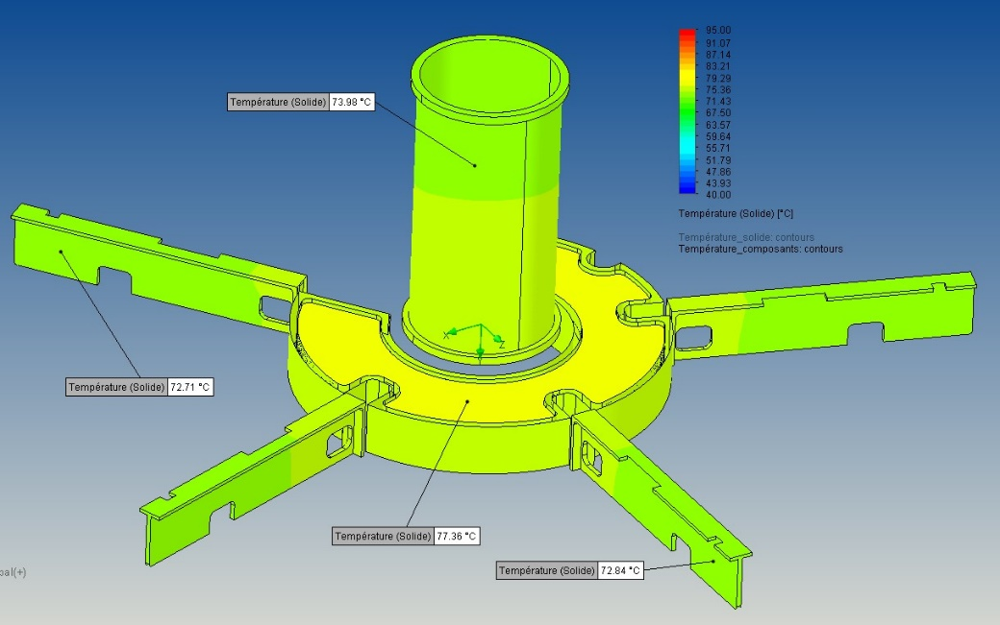 95.00
91.07
87.14
83.21
79.29
75.36
71.43
67.50
63.57
59.64
55.71
51.79
47.86
43.93
40.00
Température (Solide) [°C]
Température_solide: contours
Température_composants: contours
Température (Solide) 73.98 °C
Température (Solide) 72.71 °C
Température (Solide) 77.36 °C
Température (Solide) 72.84 °C
X
Z
bal(+)